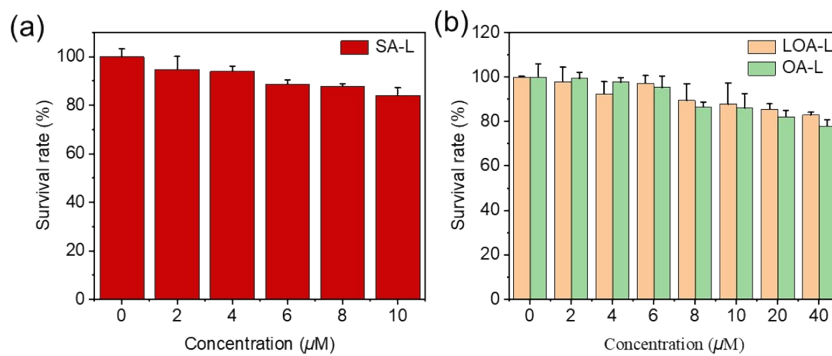 (a)
SA-L
100
80
60
40
20
0
Survival rate (%)
0 2 4 6 8 10
Concentration (µM)
(b)
LOA-L
OA-L
120
100
80
60
40
20
0
Survival rate (%)
0 2 4 6 8 10 20 40
Concentration (µM)